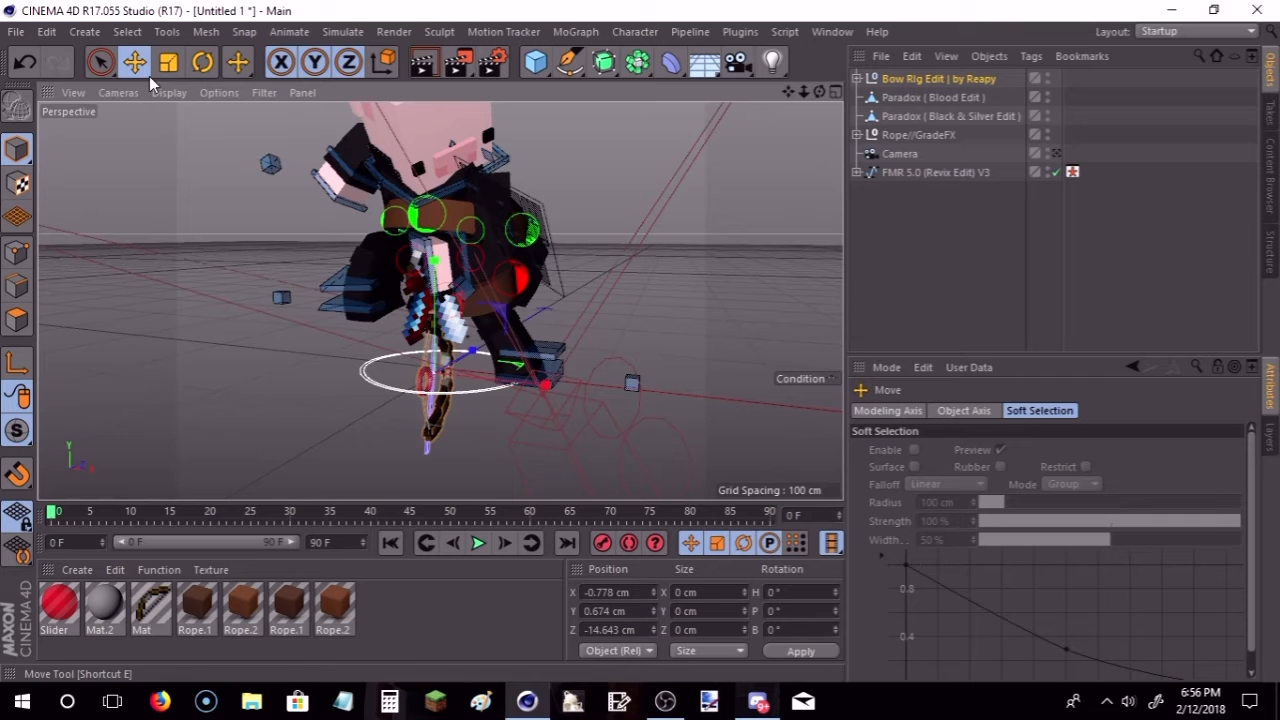 CINEMA 4D R17.055 Studio (R17) - [Untitled 1 *] - Main
File Edit Create Select Tools Mesh Snap Animate Simulate Render Sculpt Motion Tracker MoGraph Character Pipeline Plugins Script Window Help Layout: Startup
X Y Z
File Edit View Objects Tags Bookmarks
View Cameras Display Options Filter Panel
Perspective
Bow RIg Edit | by Reapy
Paradox ( Blood Edit )
Paradox ( Black & Silver Edit )
Rope//GradeFX
Camera
FMR 5.0 (Revix Edit) V3
Objects
Takes
Content Browser
Structure
Condition
Y
Grid Spacing : 100 cm
Mode Edit User Data
Move
Modeling Axis Object Axis Soft Selection
Soft Selection
Enable Preview
Surface Rubber Restrict
Falloff Linear Mode Group
Radius 100 cm
Strength 100 %
Width. . 50 %
0.8
0.4
Attributes
Layers
0 5 10 15 20 25 30 35 40 45 50 55 60 65 70 75 80 85 90 0 F
0 F 0 F 90 F 90 F
P
Create Edit Function Texture
Slider Mat.2 Mat Rope.1 Rope.2 Rope.1 Rope.2
Position Size Rotation
X -0.778 cm X 0 cm H 0 °
Y 0.674 cm Y 0 cm P 0 °
Z -14.643 cm Z 0 cm B 0 °
Object (Rel) Size Apply
MAXON
CINEMA 4D
Move Tool [Shortcut E]
6:56 PM
2/12/2018